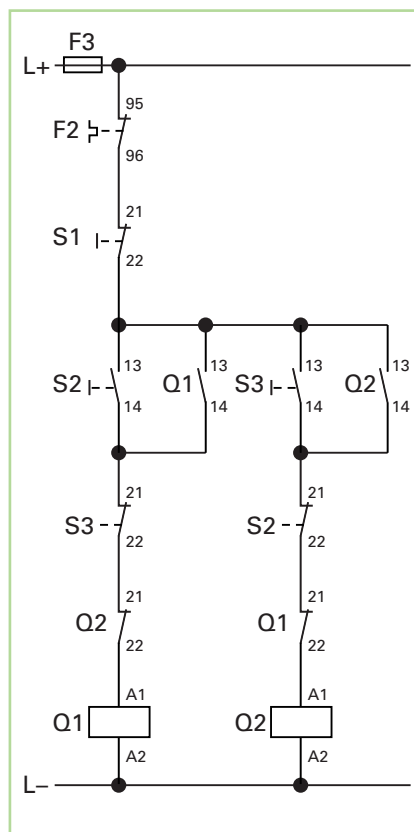 F3
L+
95
F2
96
21
S1
22
13 13 13 13
S2 Q1 S3 Q2
14 14 14 14
21 21
S3 S2
22 22
21 21
Q2 Q1
22 22
A1 A1
Q1 Q2
A2 A2
L–